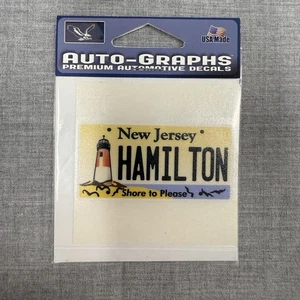 AUTO-GRAPHS
USA Made
PREMIUM AUTOMOTIVE DECALS
New Jersey
HAMILTON
Shore to Please